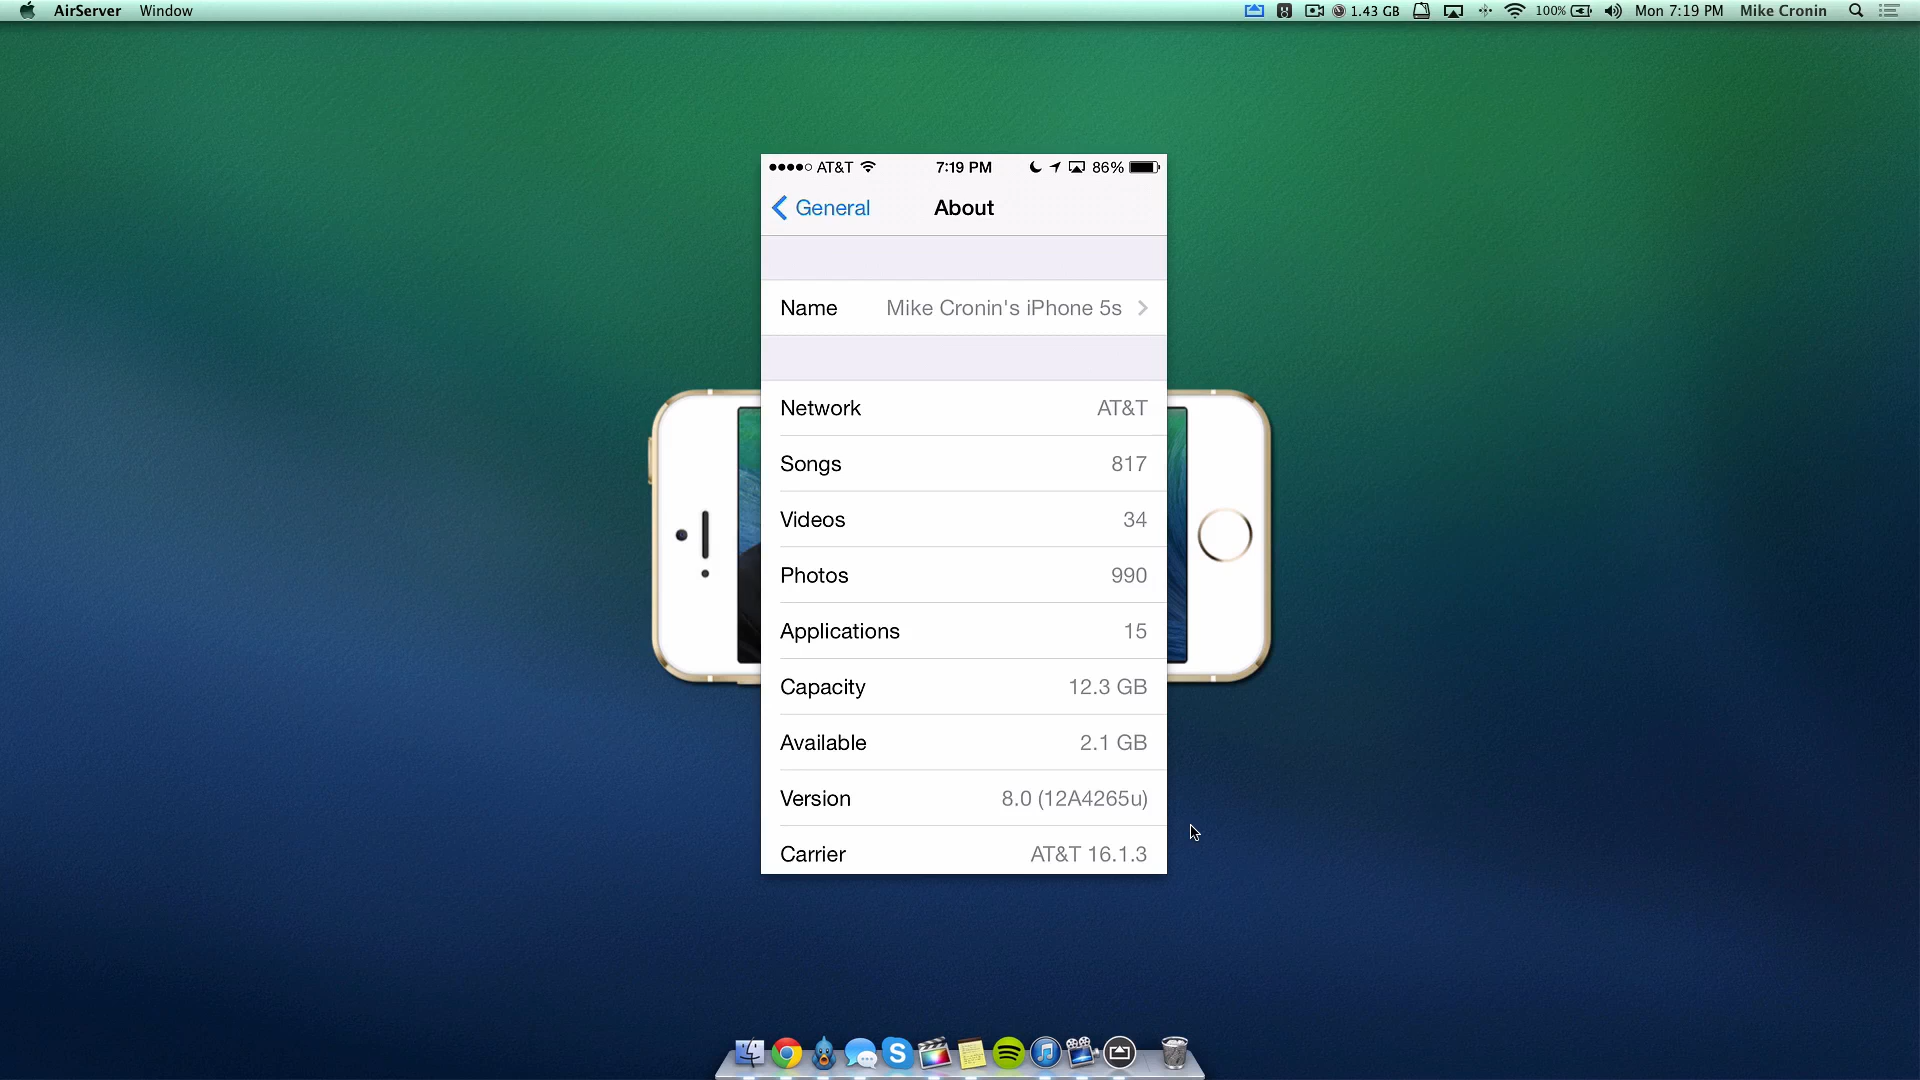 AirServer Window 1.43 GB 100% Mon 7:19 PM Mike Cronin
AT&T 7:19 PM 86%
General About
Name Mike Cronin's iPhone 5s
Network AT&T
Songs 817
Videos 34
Photos 990
Applications 15
Capacity 12.3 GB
Available 2.1 GB
Version 8.0 (12A4265u)
Carrier AT&T 16.1.3